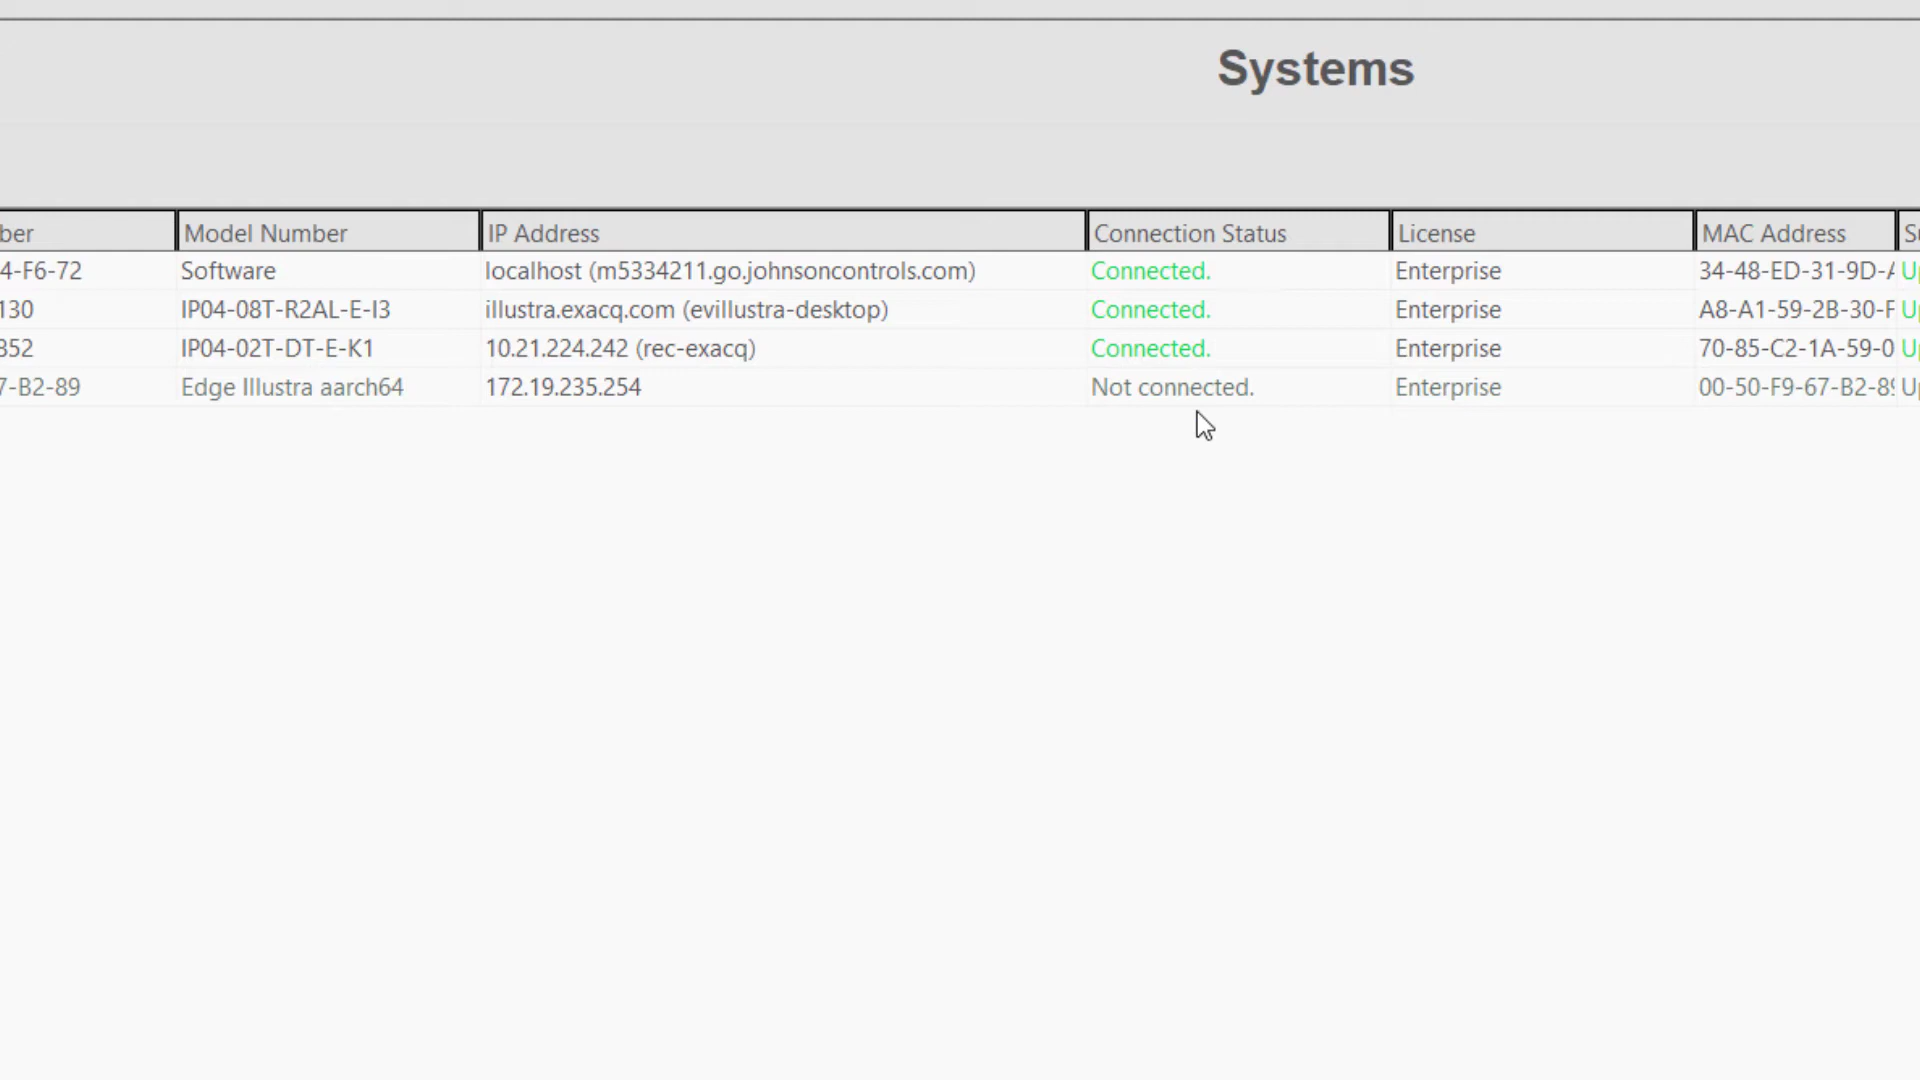 Systems
ber Model Number IP Address Connection Status License MAC Address S
4-F6-72 Software localhost (m5334211.go.johnsoncontrols.com) Connected. Enterprise 34-48-ED-31-9D- U
130 IP04-08T-R2AL-E-I3 illustra.exacq.com (evillustra-desktop) Connected. Enterprise A8-A1-59-2B-30-F U
352 IP04-02T-DT-E-K1 10.21.224.242 (rec-exacq) Connected. Enterprise 70-85-C2-1A-59-0 U
7-B2-89 Edge Illustra aarch64 172.19.235.254 Not connected. Enterprise 00-50-F9-67-B2-8 U